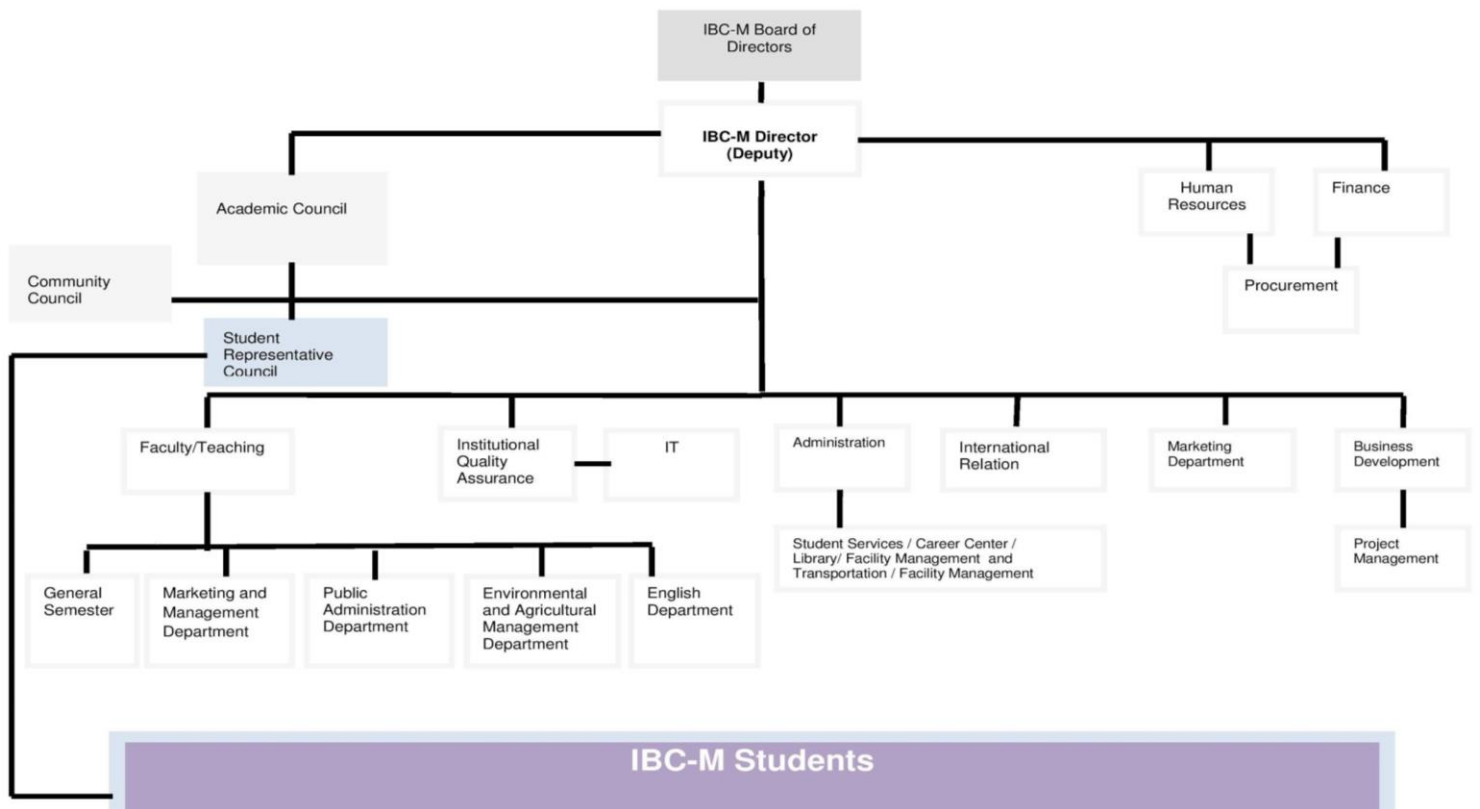 IBC-M Board of
Directors
IBC-M Director
(Deputy)
Human
Resources
Finance
Academic Council
Community
Council
Procurement
Student
Representative
Council
Faculty/Teaching
Institutional
Quality
Assurance
IT
Administration
International
Relation
Marketing
Department
Business
Development
Student Services / Career Center /
Library/ Facility Management and
Transportation / Facility Management
Project
Management
General
Semester
Marketing and
Management
Department
Public
Administration
Department
Environmental
and Agricultural
Management
Department
English
Department
IBC-M Students